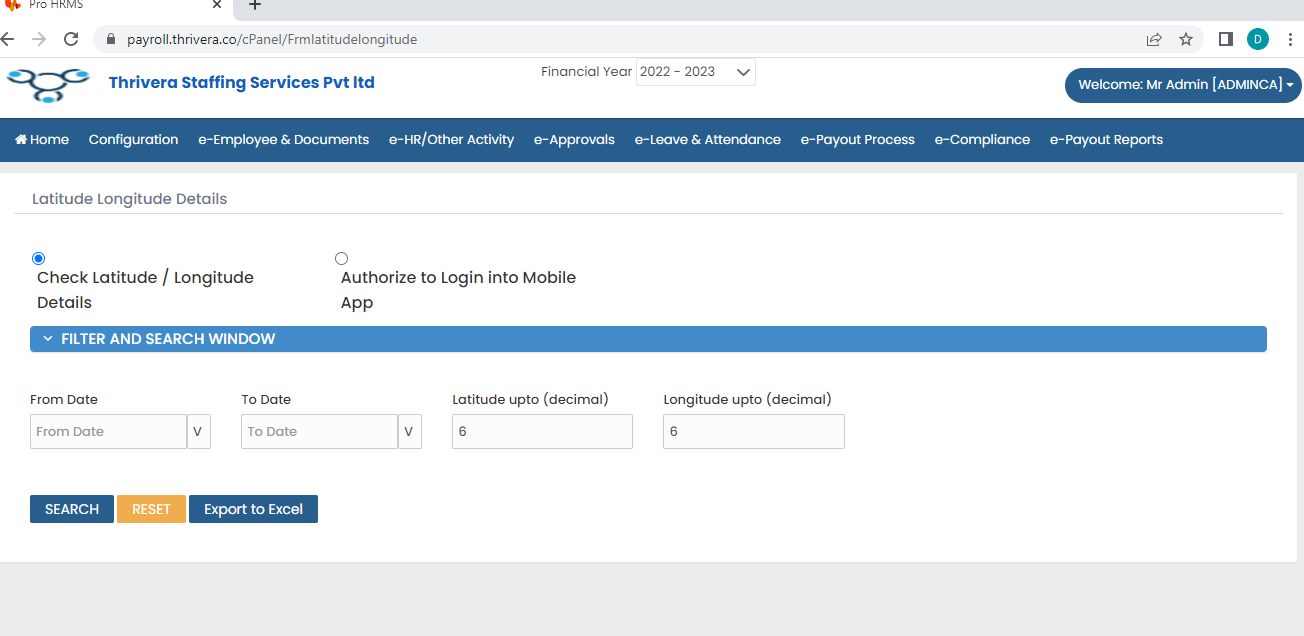 Pro HRMS
payroll.thrivera.co/cPanel/Frmlatitudelongitude
D
Thrivera Staffing Services Pvt ltd
Financial Year 2022 - 2023
Welcome: Mr Admin [ADMINCA]
Home Configuration e-Employee & Documents e-HR/Other Activity e-Approvals e-Leave & Attendance e-Payout Process e-Compliance e-Payout Reports
Latitude Longitude Details
Check Latitude / Longitude
Details
Authorize to Login into Mobile
App
FILTER AND SEARCH WINDOW
From Date To Date Latitude upto (decimal) Longitude upto (decimal)
From Date V To Date V 6 6
SEARCH RESET Export to Excel